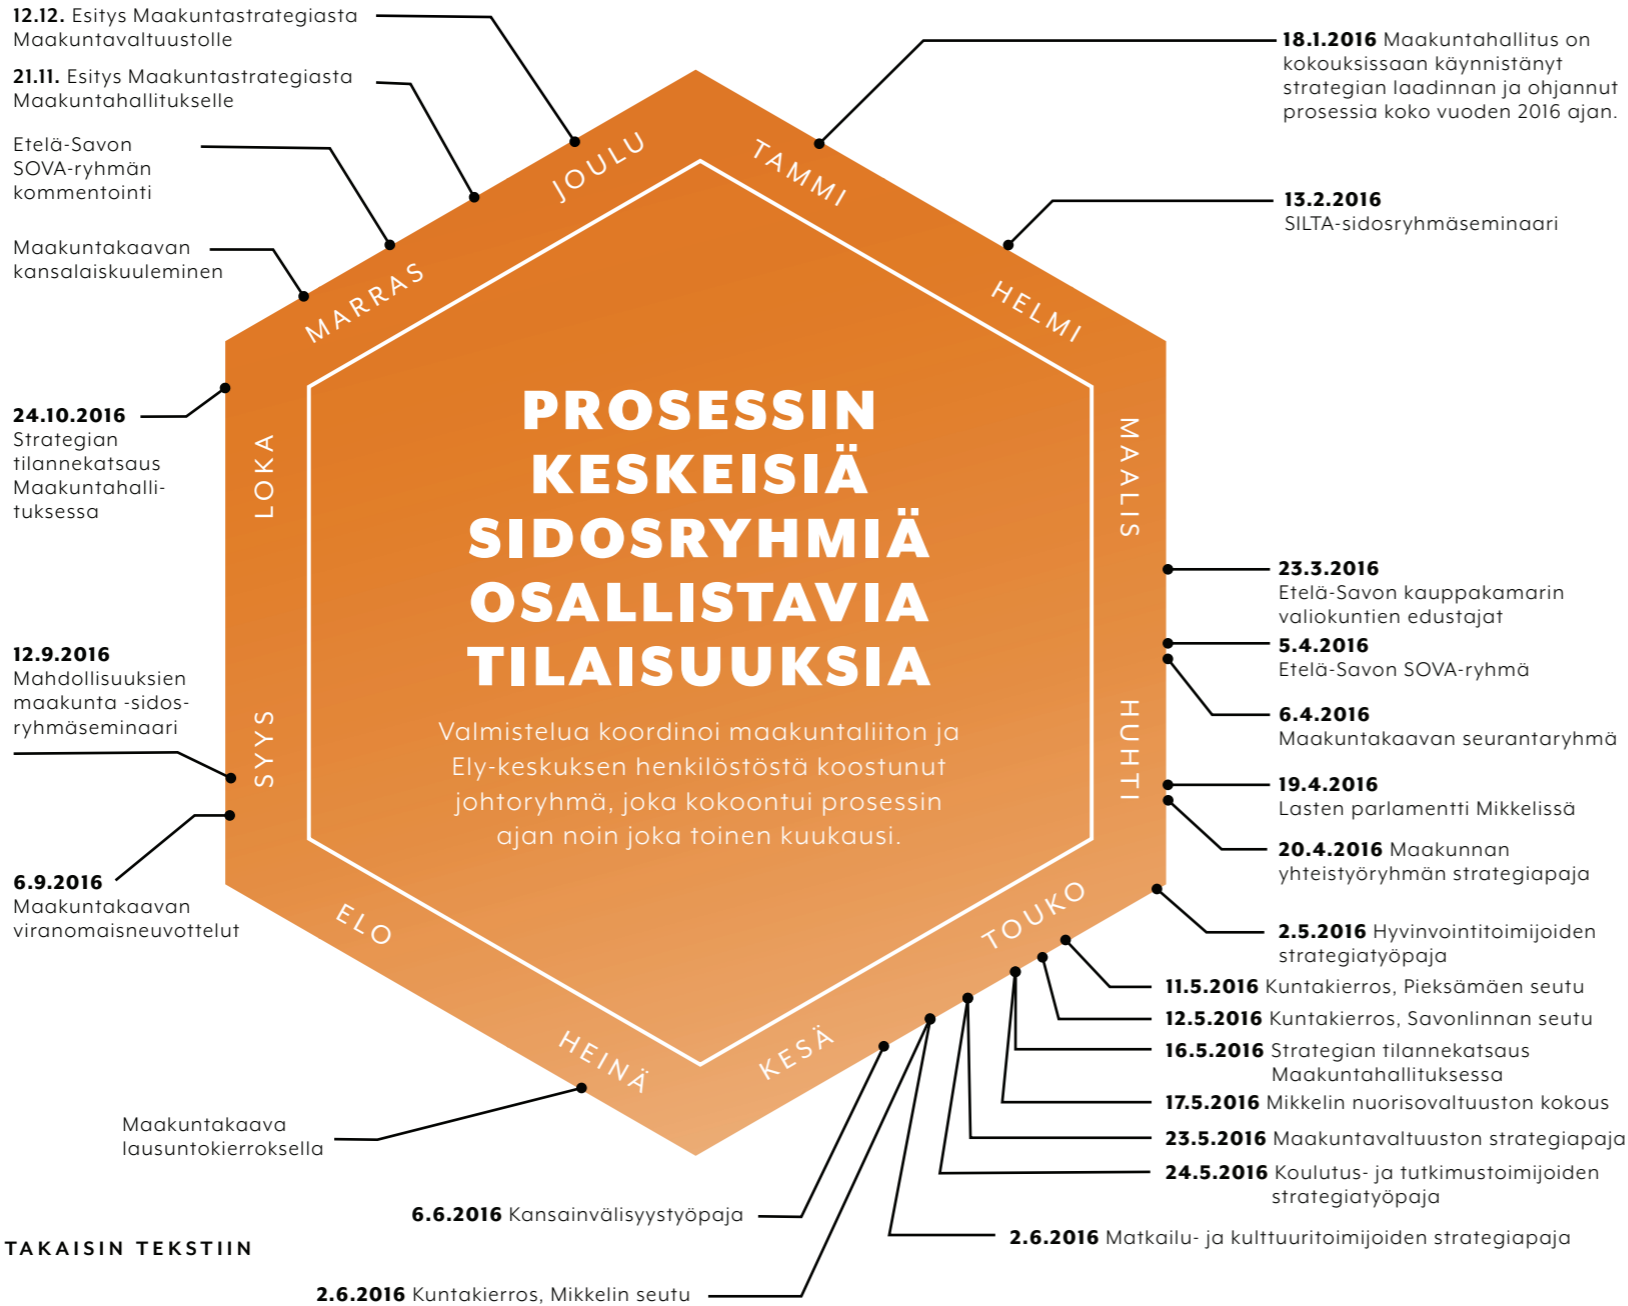 12.12. Esitys Maakuntastrategiasta
Maakuntavaltuustolle
21.11. Esitys Maakuntastrategiasta
Maakuntahallitukselle
Etelä-Savon
SOVA-ryhmän
kommentointi
Maakuntakaavan
kansalaiskuuleminen
24.10.2016
Strategian
tilannekatsaus
Maakuntahalli-
tuksessa
12.9.2016
Mahdollisuuksien
maakunta -sidos-
ryhmäseminaari
6.9.2016
Maakuntakaavan
viranomaisneuvottelut
Maakuntakaava
lausuntokierroksella
JOULU
MARRAS
LOKA
SYYS
ELO
HEINÄ
TAMMI
HELMI
MAALIS
HUHTI
TOUKO
KESÄ
PROSESSIN
KESKEISIÄ
SIDOSRYHMIÄ
OSALLISTAVIA
TILAISUUKSIA
Valmistelua koordinoi maakuntaliiton ja
Ely-keskuksen henkilöstöstä koostunut
johtoryhmä, joka kokoontui prosessin
ajan noin joka toinen kuukausi.
18.1.2016 Maakuntahallitus on
kokouksissaan käynnistänyt
strategian laadinnan ja ohjannut
prosessia koko vuoden 2016 ajan.
13.2.2016
SILTA-sidosryhmäseminaari
23.3.2016
Etelä-Savon kauppakamarin
valiokuntien edustajat
5.4.2016
Etelä-Savon SOVA-ryhmä
6.4.2016
Maakuntakaavan seurantaryhmä
19.4.2016
Lasten parlamentti Mikkelissä
20.4.2016 Maakunnan
yhteistyöryhmän strategiapaja
2.5.2016 Hyvinvointitoimijoiden
strategiatyöpaja
11.5.2016 Kuntakierros, Pieksämäen seutu
12.5.2016 Kuntakierros, Savonlinnan seutu
16.5.2016 Strategian tilannekatsaus
Maakuntahallituksessa
17.5.2016 Mikkelin nuorisovaltuuston kokous
23.5.2016 Maakuntavaltuuston strategiapaja
24.5.2016 Koulutus- ja tutkimustoimijoiden
strategiatyöpaja
2.6.2016 Matkailu- ja kulttuuritoimijoiden strategiapaja
6.6.2016 Kansainvälisyystyöpaja
2.6.2016 Kuntakierros, Mikkelin seutu
TAKAISIN TEKSTIIN